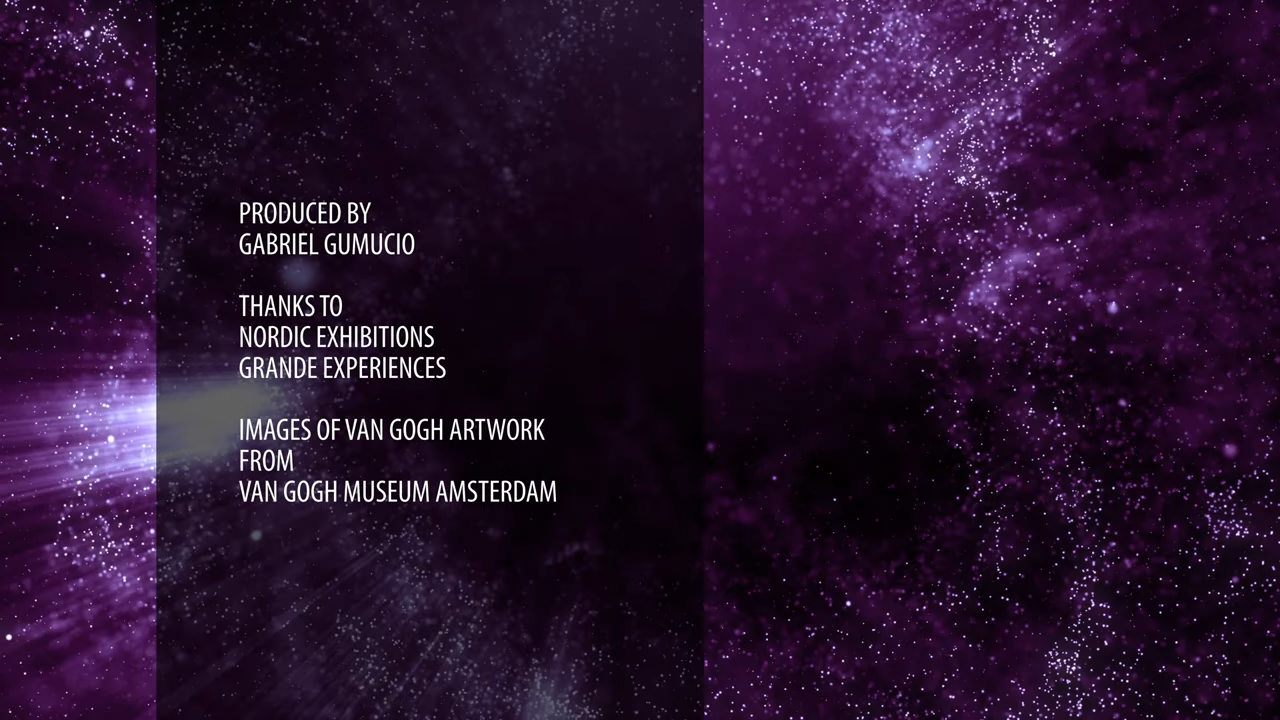 PRODUCED BY
GABRIEL GUMUCIO
THANKS TO
NORDIC EXHIBITIONS
GRANDE EXPERIENCES
IMAGES OF VAN GOGH ARTWORK
FROM
VAN GOGH MUSEUM AMSTERDAM